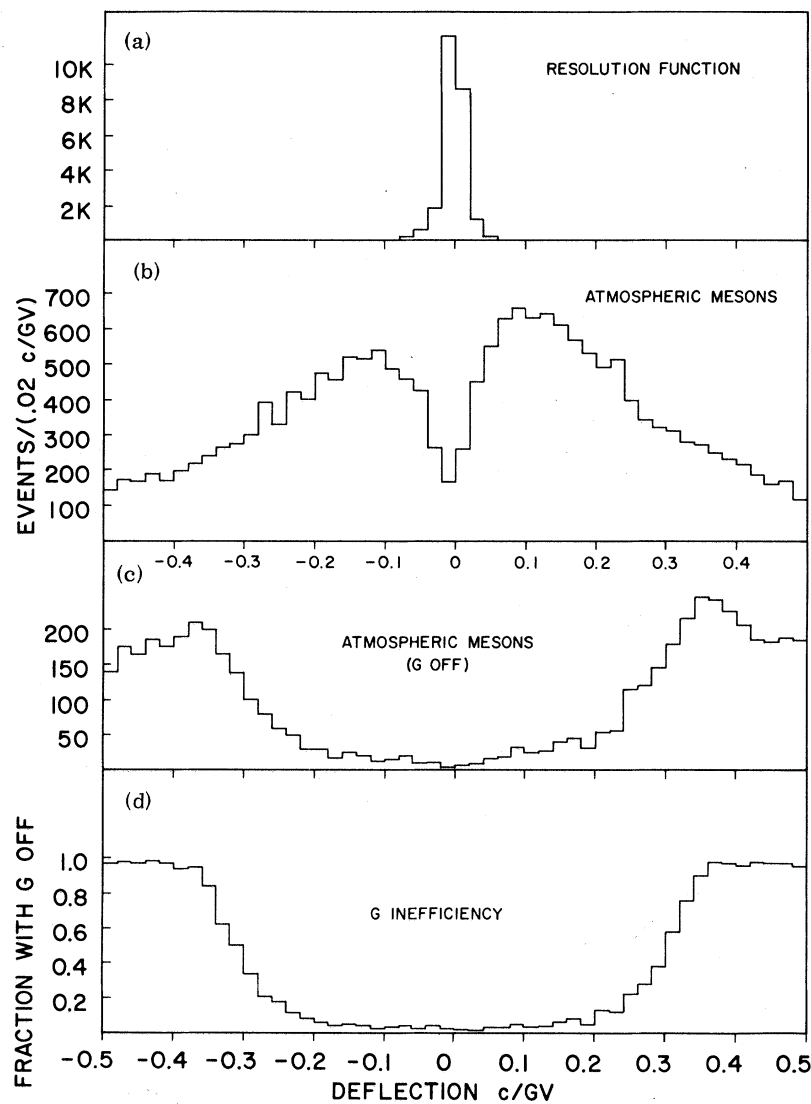 (a)
RESOLUTION FUNCTION
10K
8K
6K
4K
2K
(b)
ATMOSPHERIC MESONS
EVENTS/(.02 c/GV)
700
600
500
400
300
200
100
-0.4 -0.3 -0.2 -0.1 0 0.1 0.2 0.3 0.4
(c)
ATMOSPHERIC MESONS
(G OFF)
200
150
100
50
(d)
G INEFFICIENCY
FRACTION WITH G OFF
1.0
0.8
0.6
0.4
0.2
-0.5 -0.4 -0.3 -0.2 -0.1 0 0.1 0.2 0.3 0.4 0.5
DEFLECTION c/GV